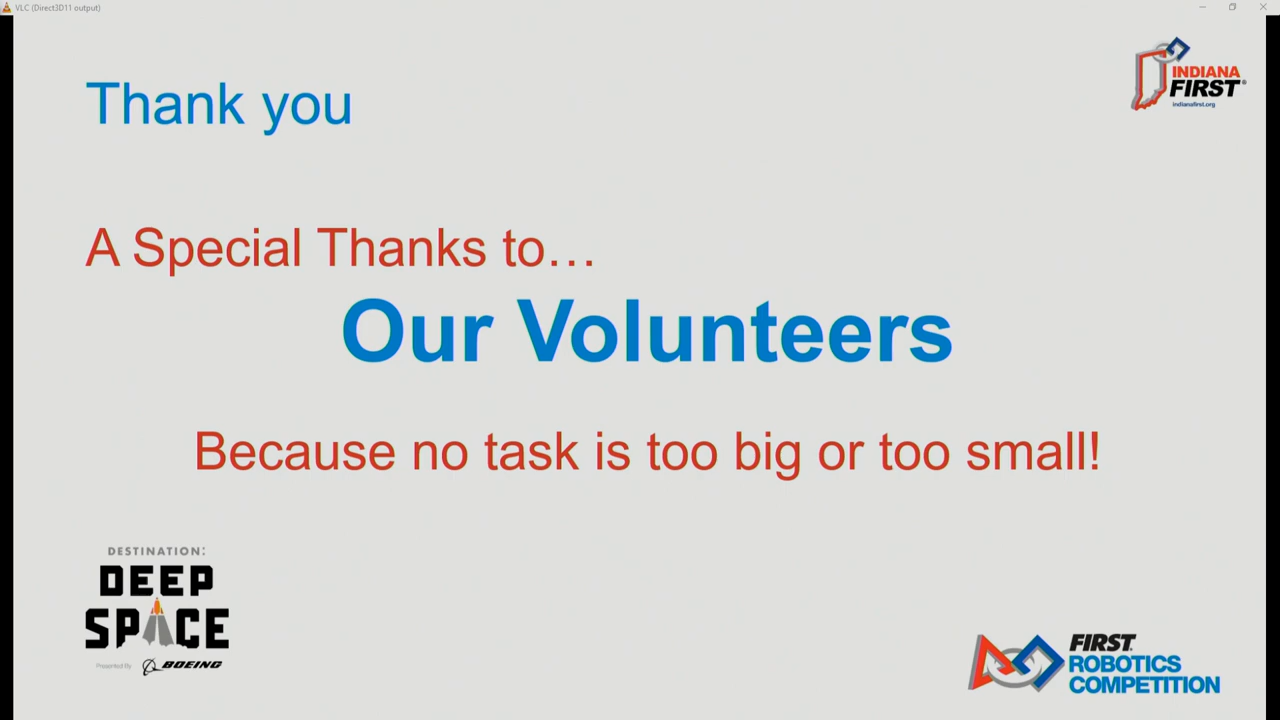 VLC (Direct3D11 output)
INDIANA
FIRST®
indianafirst.org
Thank you
A Special Thanks to…
Our Volunteers
Because no task is too big or too small!
DESTINATION:
DEEP
SPACE
Presented By BOEING
FIRST®
ROBOTICS
COMPETITION